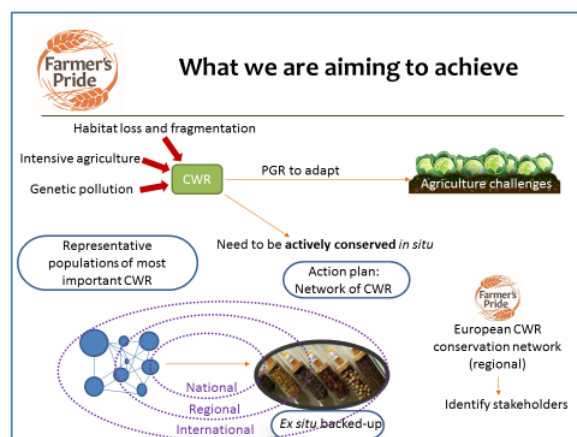 Farmer's
Pride
What we are aiming to achieve
Habitat loss and fragmentation
Intensive agriculture
Genetic pollution
CWR
PGR to adapt
Agriculture challenges
Need to be actively conserved in situ
Representative
populations of most
important CWR
Action plan:
Network of CWR
National
Regional
International
Ex situ backed-up
Farmer's
Pride
European CWR
conservation network
(regional)
Identify stakeholders